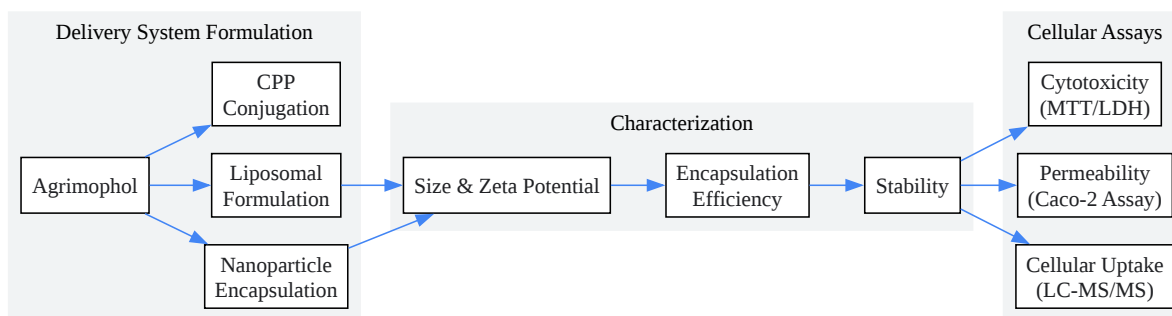 Delivery System Formulation
Agrimophol
CPP
Conjugation
Liposomal
Formulation
Nanoparticle
Encapsulation
Characterization
Size & Zeta Potential
Encapsulation
Efficiency
Stability
Cellular Assays
Cytotoxicity
(MTT/LDH)
Permeability
(Caco-2 Assay)
Cellular Uptake
(LC-MS/MS)